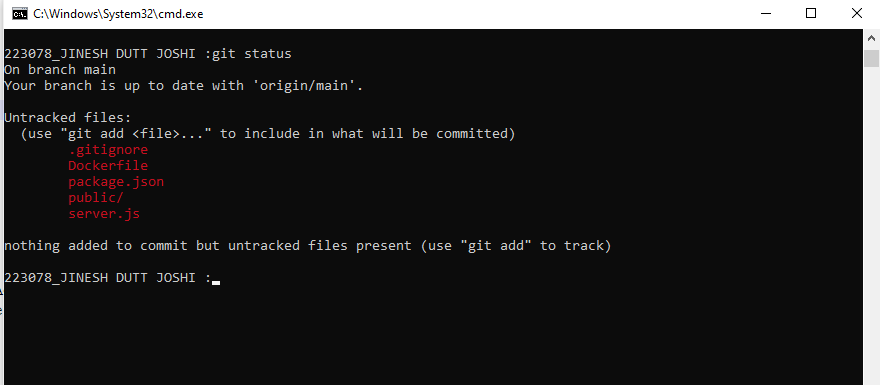 C:\Windows\System32\cmd.exe
223078_JINESH DUTT JOSHI :git status
On branch main
Your branch is up to date with 'origin/main'.
Untracked files:
(use "git add <file>..." to include in what will be committed)
.gitignore
Dockerfile
package.json
public/
server.js
nothing added to commit but untracked files present (use "git add" to track)
223078_JINESH DUTT JOSHI :